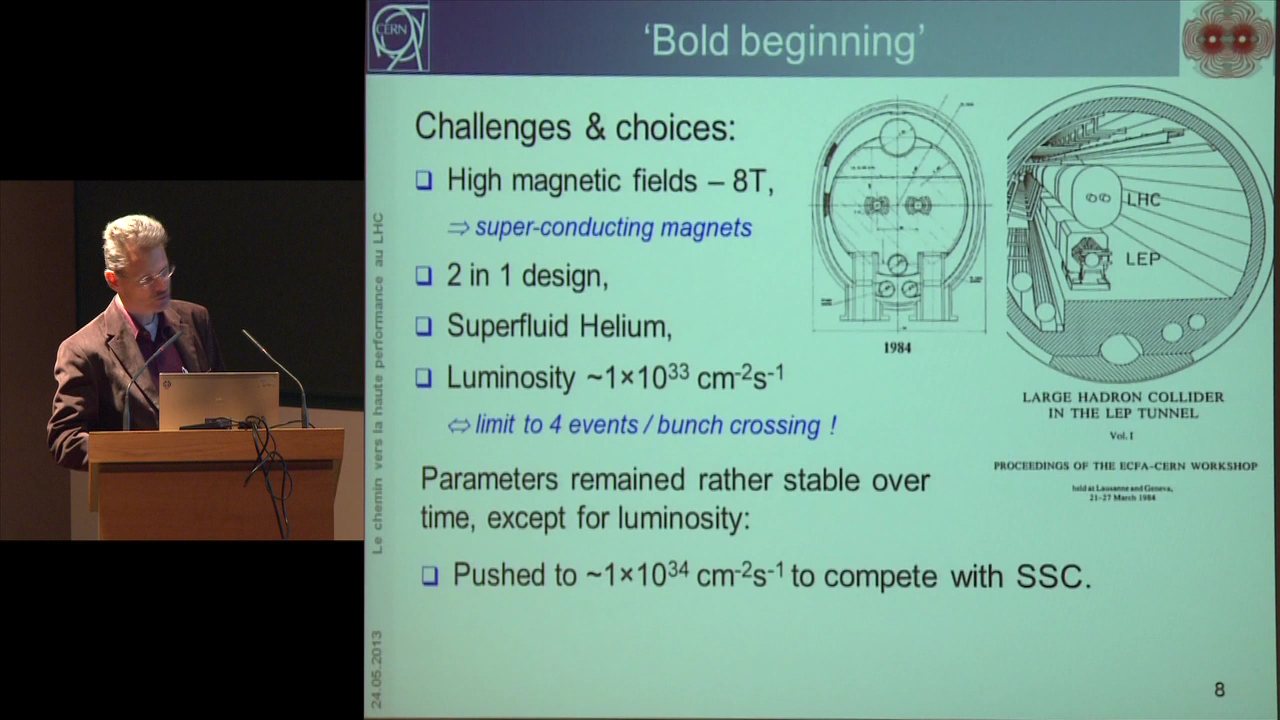 CERN
'Bold beginning'
Challenges & choices:
High magnetic fields – 8T,
⇒ super-conducting magnets
2 in 1 design,
Superfluid Helium,
Luminosity ~1×10³³ cm⁻²s⁻¹
⇔ limit to 4 events / bunch crossing !
Parameters remained rather stable over
time, except for luminosity:
Pushed to ~1×10³⁴ cm⁻²s⁻¹ to compete with SSC.
1984
LHC
LEP
LARGE HADRON COLLIDER
IN THE LEP TUNNEL
Vol. I
PROCEEDINGS OF THE ECFA-CERN WORKSHOP
held at Lausanne and Geneva,
21-27 March 1984
Le chemin vers la haute performance au LHC
24.05.2013
8